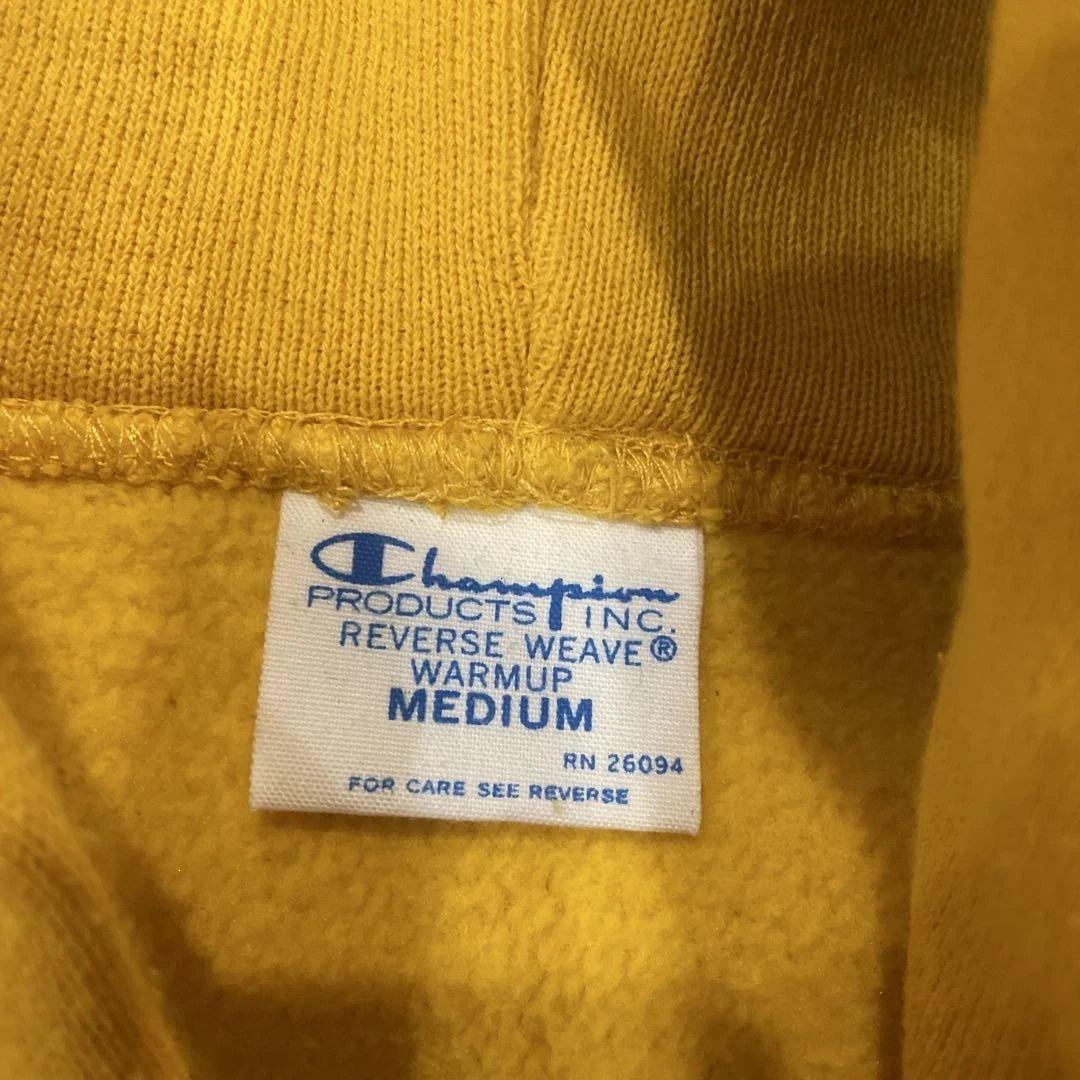 Champion
PRODUCTS INC.
REVERSE WEAVE®
WARMUP
MEDIUM
RN 26094
FOR CARE SEE REVERSE